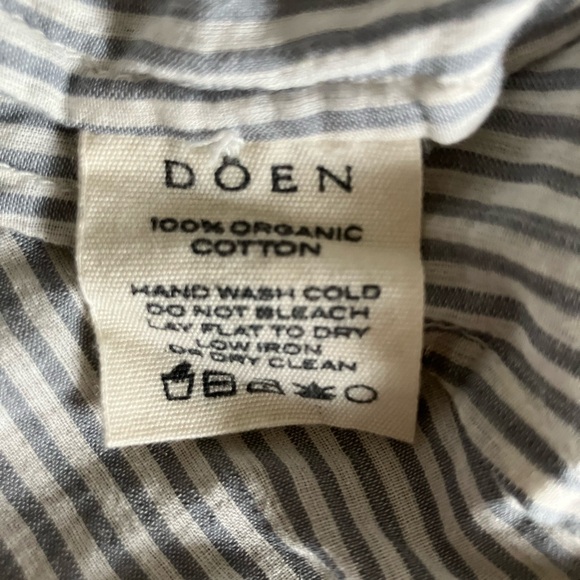 DÔEN
100% ORGANIC
COTTON
HAND WASH COLD
DO NOT BLEACH
LAY FLAT TO DRY
LOW IRON
OR DRY CLEAN